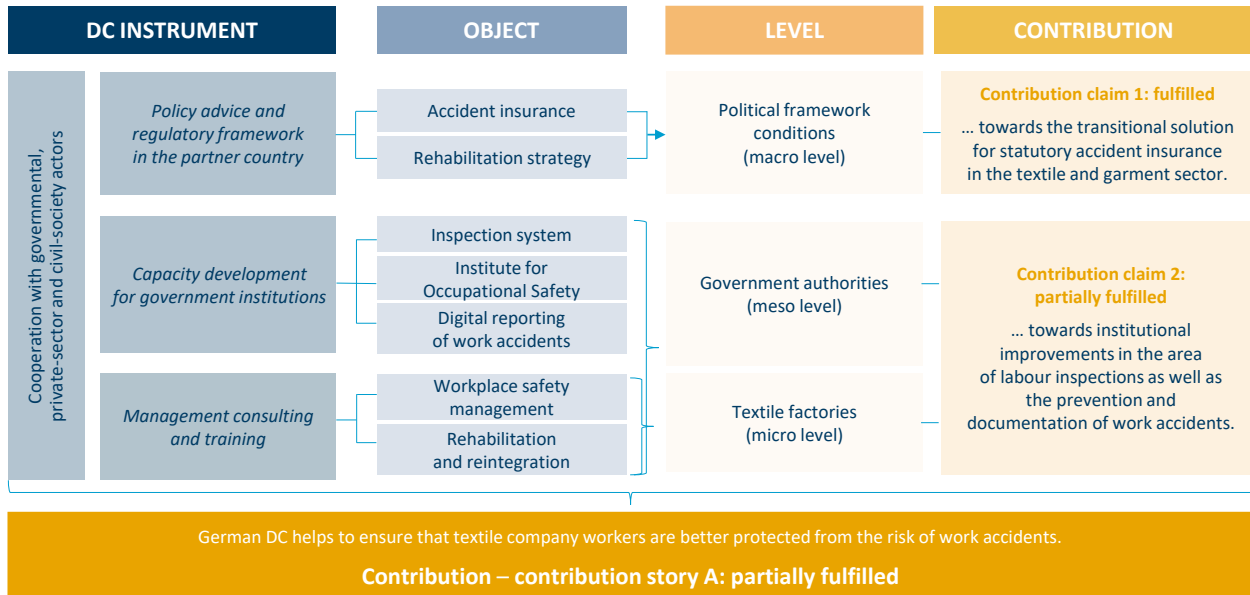 DC INSTRUMENT
OBJECT
LEVEL
CONTRIBUTION
Cooperation with governmental,
private-sector and civil-society actors
Policy advice and
regulatory framework
in the partner country
Accident insurance
Rehabilitation strategy
Political framework
conditions
(macro level)
Contribution claim 1: fulfilled
... towards the transitional solution
for statutory accident insurance
in the textile and garment sector.
Capacity development
for government institutions
Inspection system
Institute for
Occupational Safety
Digital reporting
of work accidents
Government authorities
(meso level)
Contribution claim 2:
partially fulfilled
... towards institutional
improvements in the area
of labour inspections as well as
the prevention and
documentation of work accidents.
Management consulting
and training
Workplace safety
management
Rehabilitation
and reintegration
Textile factories
(micro level)
German DC helps to ensure that textile company workers are better protected from the risk of work accidents.
Contribution – contribution story A: partially fulfilled